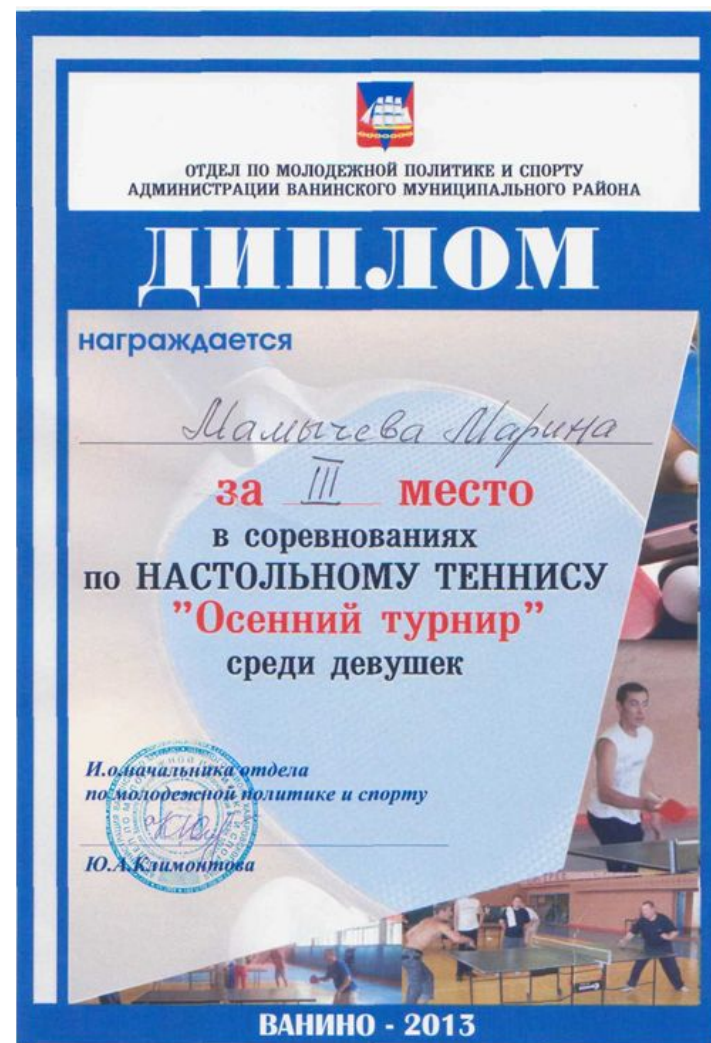 ОТДЕЛ ПО МОЛОДЕЖНОЙ ПОЛИТИКЕ И СПОРТУ
АДМИНИСТРАЦИИ ВАНИНСКОГО МУНИЦИПАЛЬНОГО РАЙОНА
ДИПЛОМ
награждается
Мамычева Марина
за III место
в соревнованиях
по НАСТОЛЬНОМУ ТЕННИСУ
"Осенний турнир"
среди девушек
И.о.начальника отдела
по молодежной политике и спорту
Ю.А.Климонтова
ВАНИНО - 2013